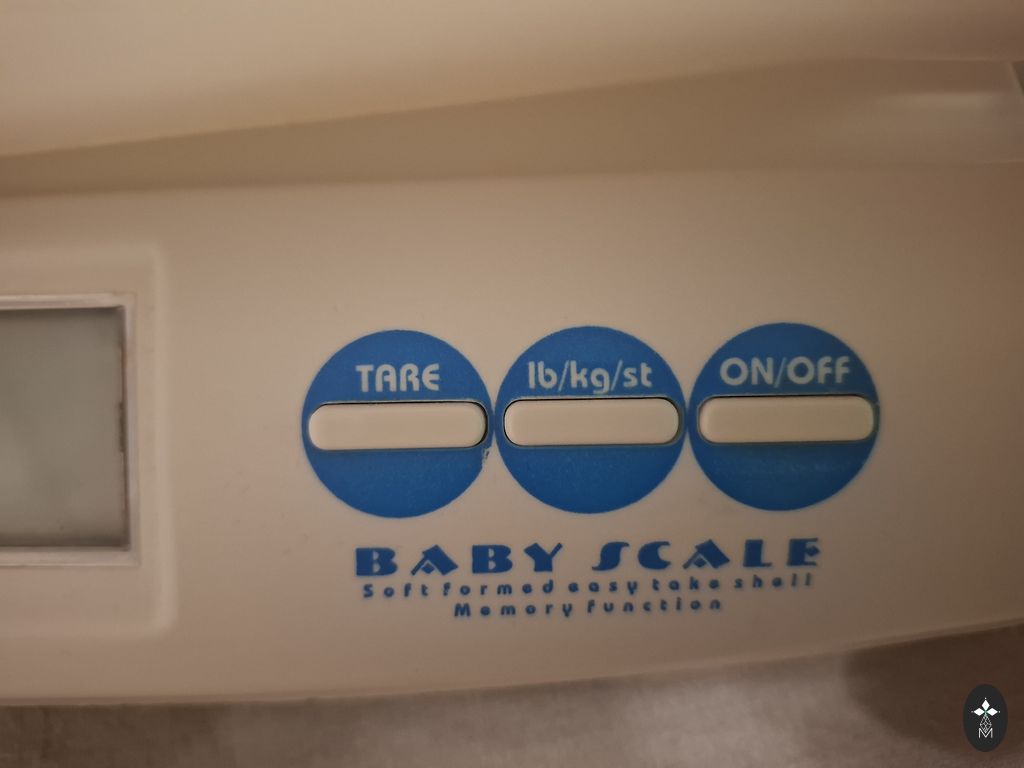 TARE lb/kg/st ON/OFF
BABY SCALE
Soft formed easy take shell
Memory function
M